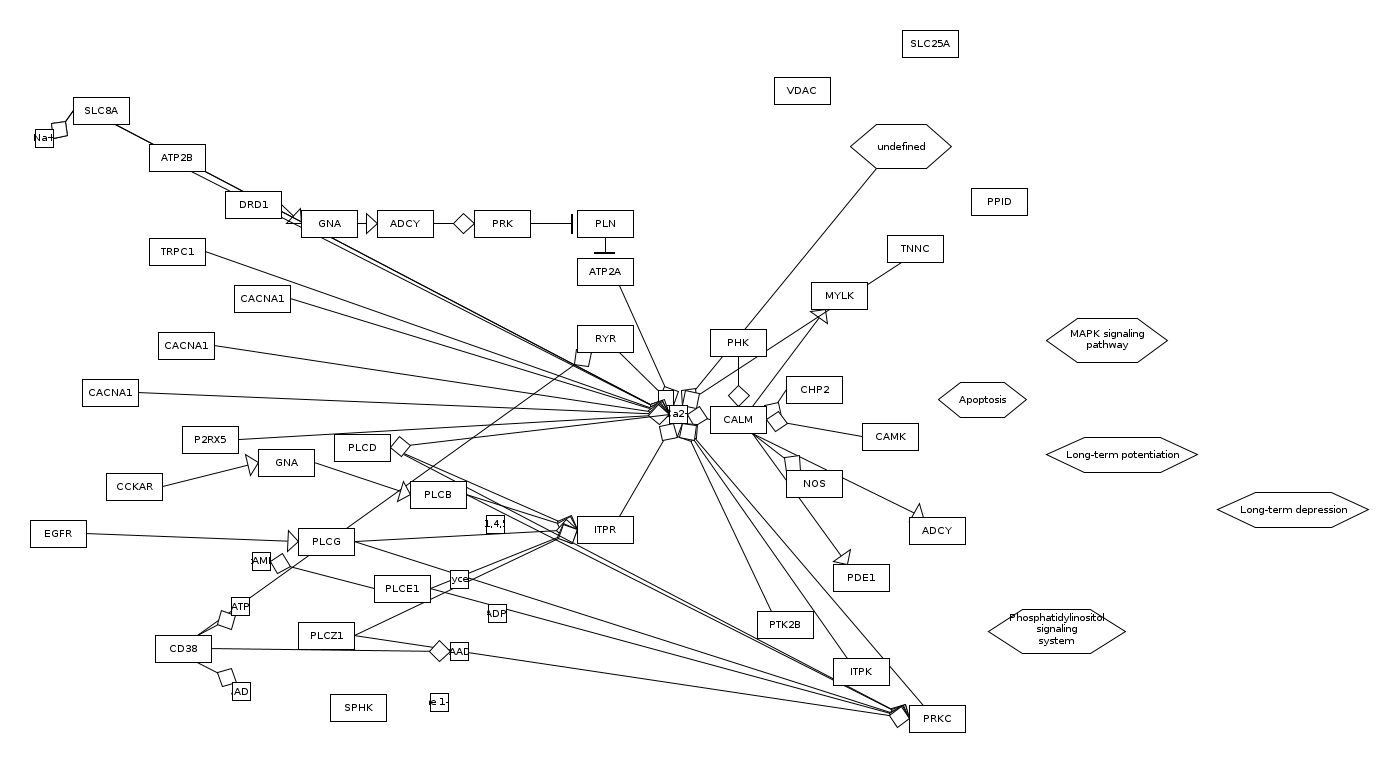 SLC25A
VDAC
SLC8A
Na+
undefined
ATP2B
PPID
DRD1
GNA
ADCY
PRK
PLN
TRPC1
TNNC
ATP2A
CACNA1
MYLK
RYR
PHK
MAPK signaling
pathway
CACNA1
CACNA1
CHP2
Apoptosis
a2+
CALM
P2RX5
PLCD
CAMK
GNA
Long-term potentiation
CCKAR
PLCB
NOS
Long-term depression
1,4,5
ITPR
ADCY
EGFR
PLCG
PDE1
PLCE1
yce
ATP
ADP
PTK2B
Phosphatidylinositol
signaling
system
PLCZ1
CD38
AAD
ITPK
AD
SPHK
e 1-
PRKC